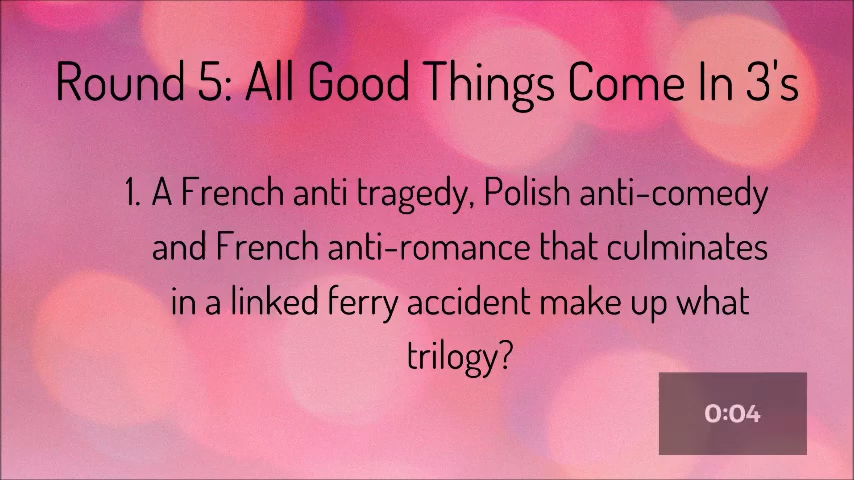 Round 5: All Good Things Come In 3's
1. A French anti tragedy, Polish anti-comedy
and French anti-romance that culminates
in a linked ferry accident make up what
trilogy?
0:04